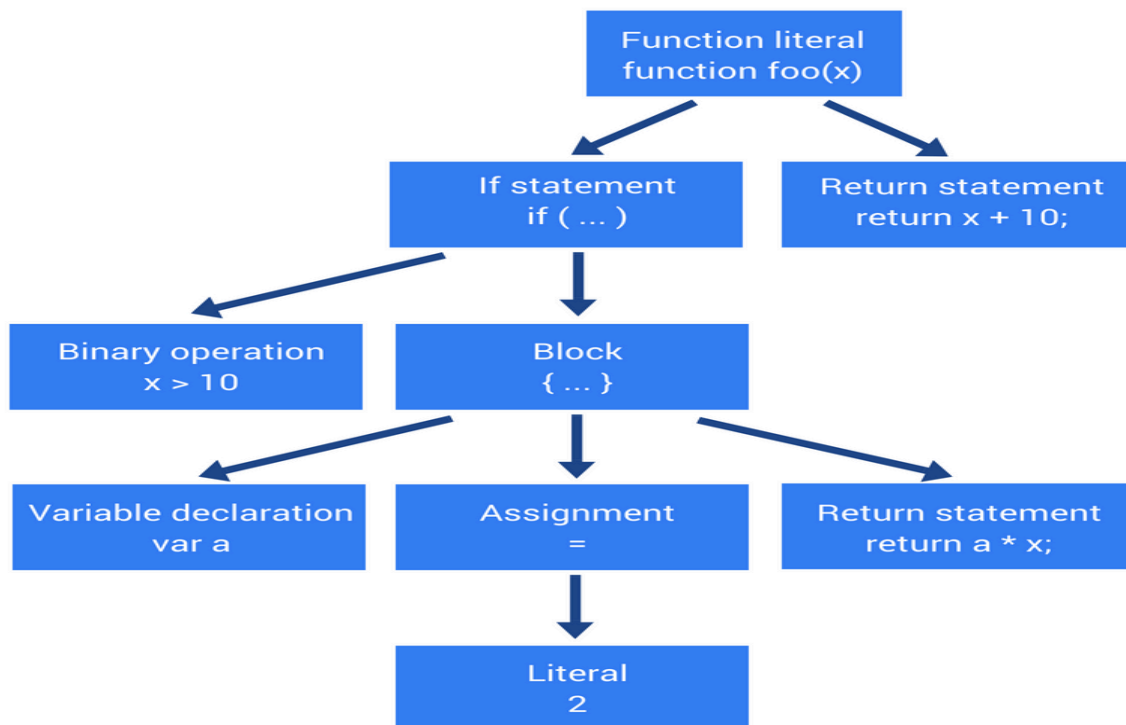 Function literal
function foo(x)
If statement
if ( ... )
Return statement
return x + 10;
Binary operation
x > 10
Block
{ ... }
Variable declaration
var a
Assignment
=
Return statement
return a * x;
Literal
2